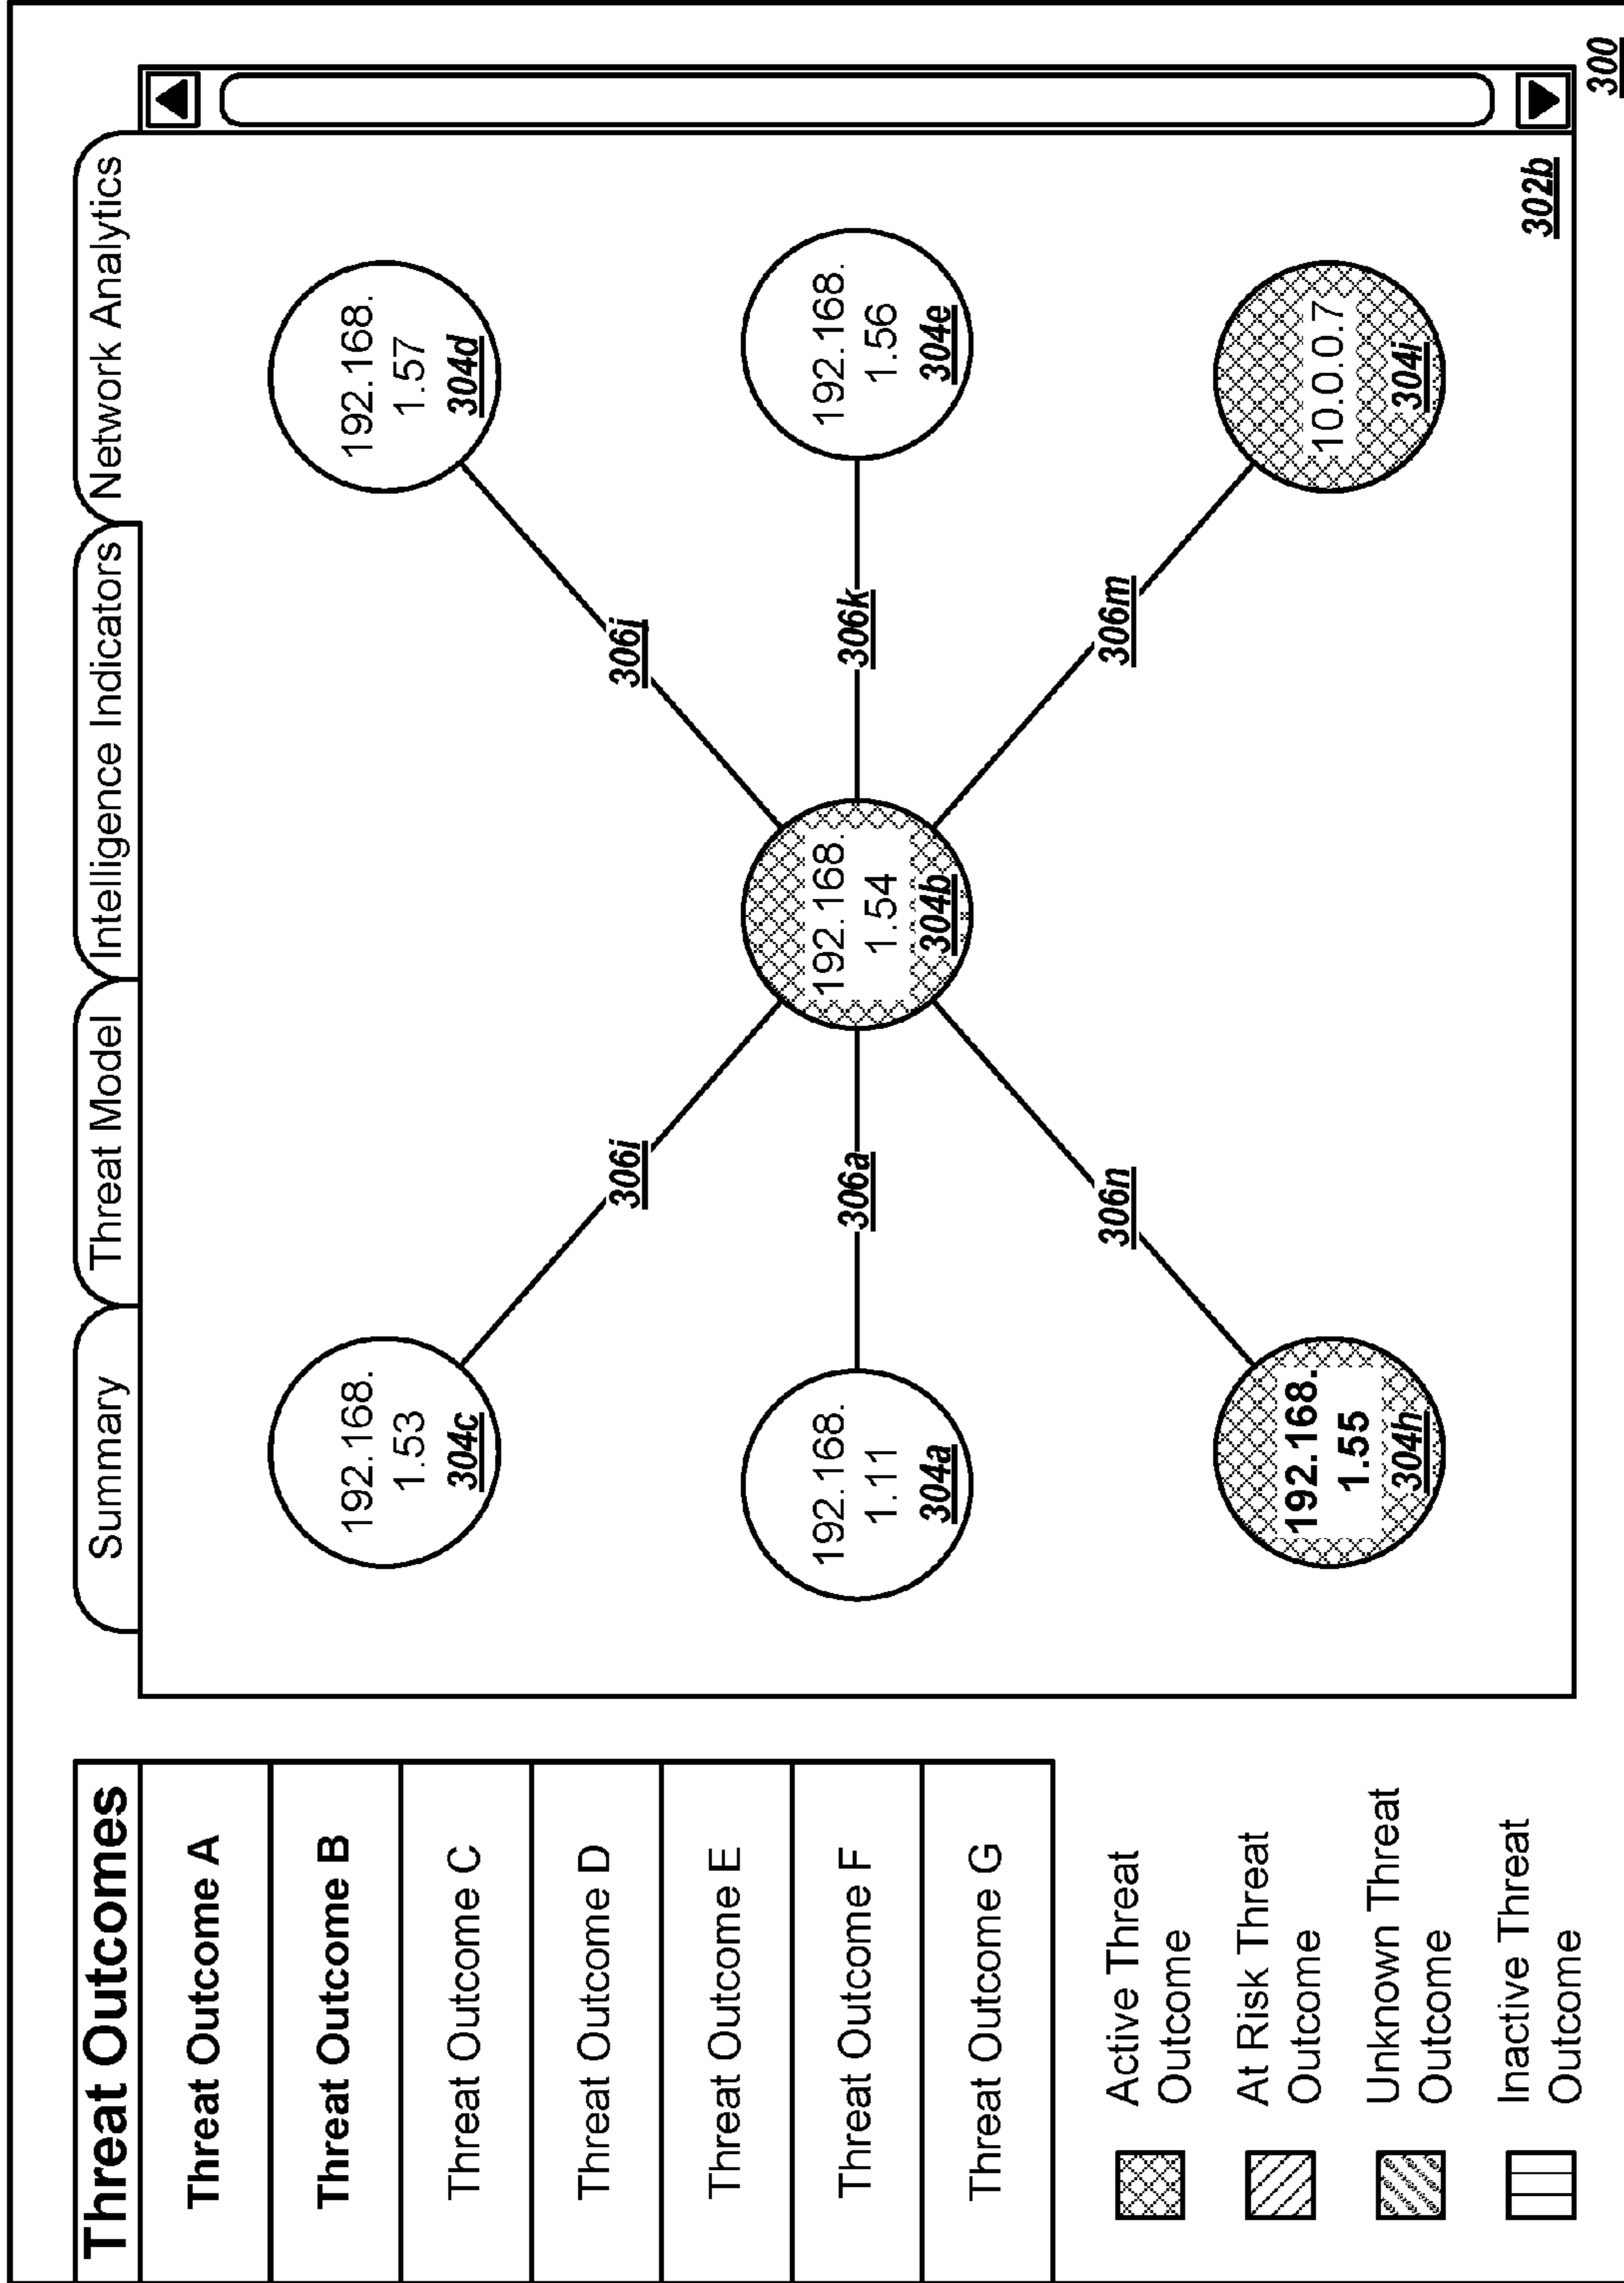 Threat Outcomes
Threat Outcome A
Threat Outcome B
Threat Outcome C
Threat Outcome D
Threat Outcome E
Threat Outcome F
Threat Outcome G
Active Threat
Outcome
At Risk Threat
Outcome
Unknown Threat
Outcome
Inactive Threat
Outcome
Summary
Threat Model
Intelligence Indicators
Network Analytics
192.168.
1.53
304c
306i
306j
192.168.
1.57
304d
192.168.
1.11
304a
306a
192.168.
1.54
304b
306k
192.168.
1.56
304e
192.168.
1.55
304h
306n
306m
10.0.0.7
304i
302b
300